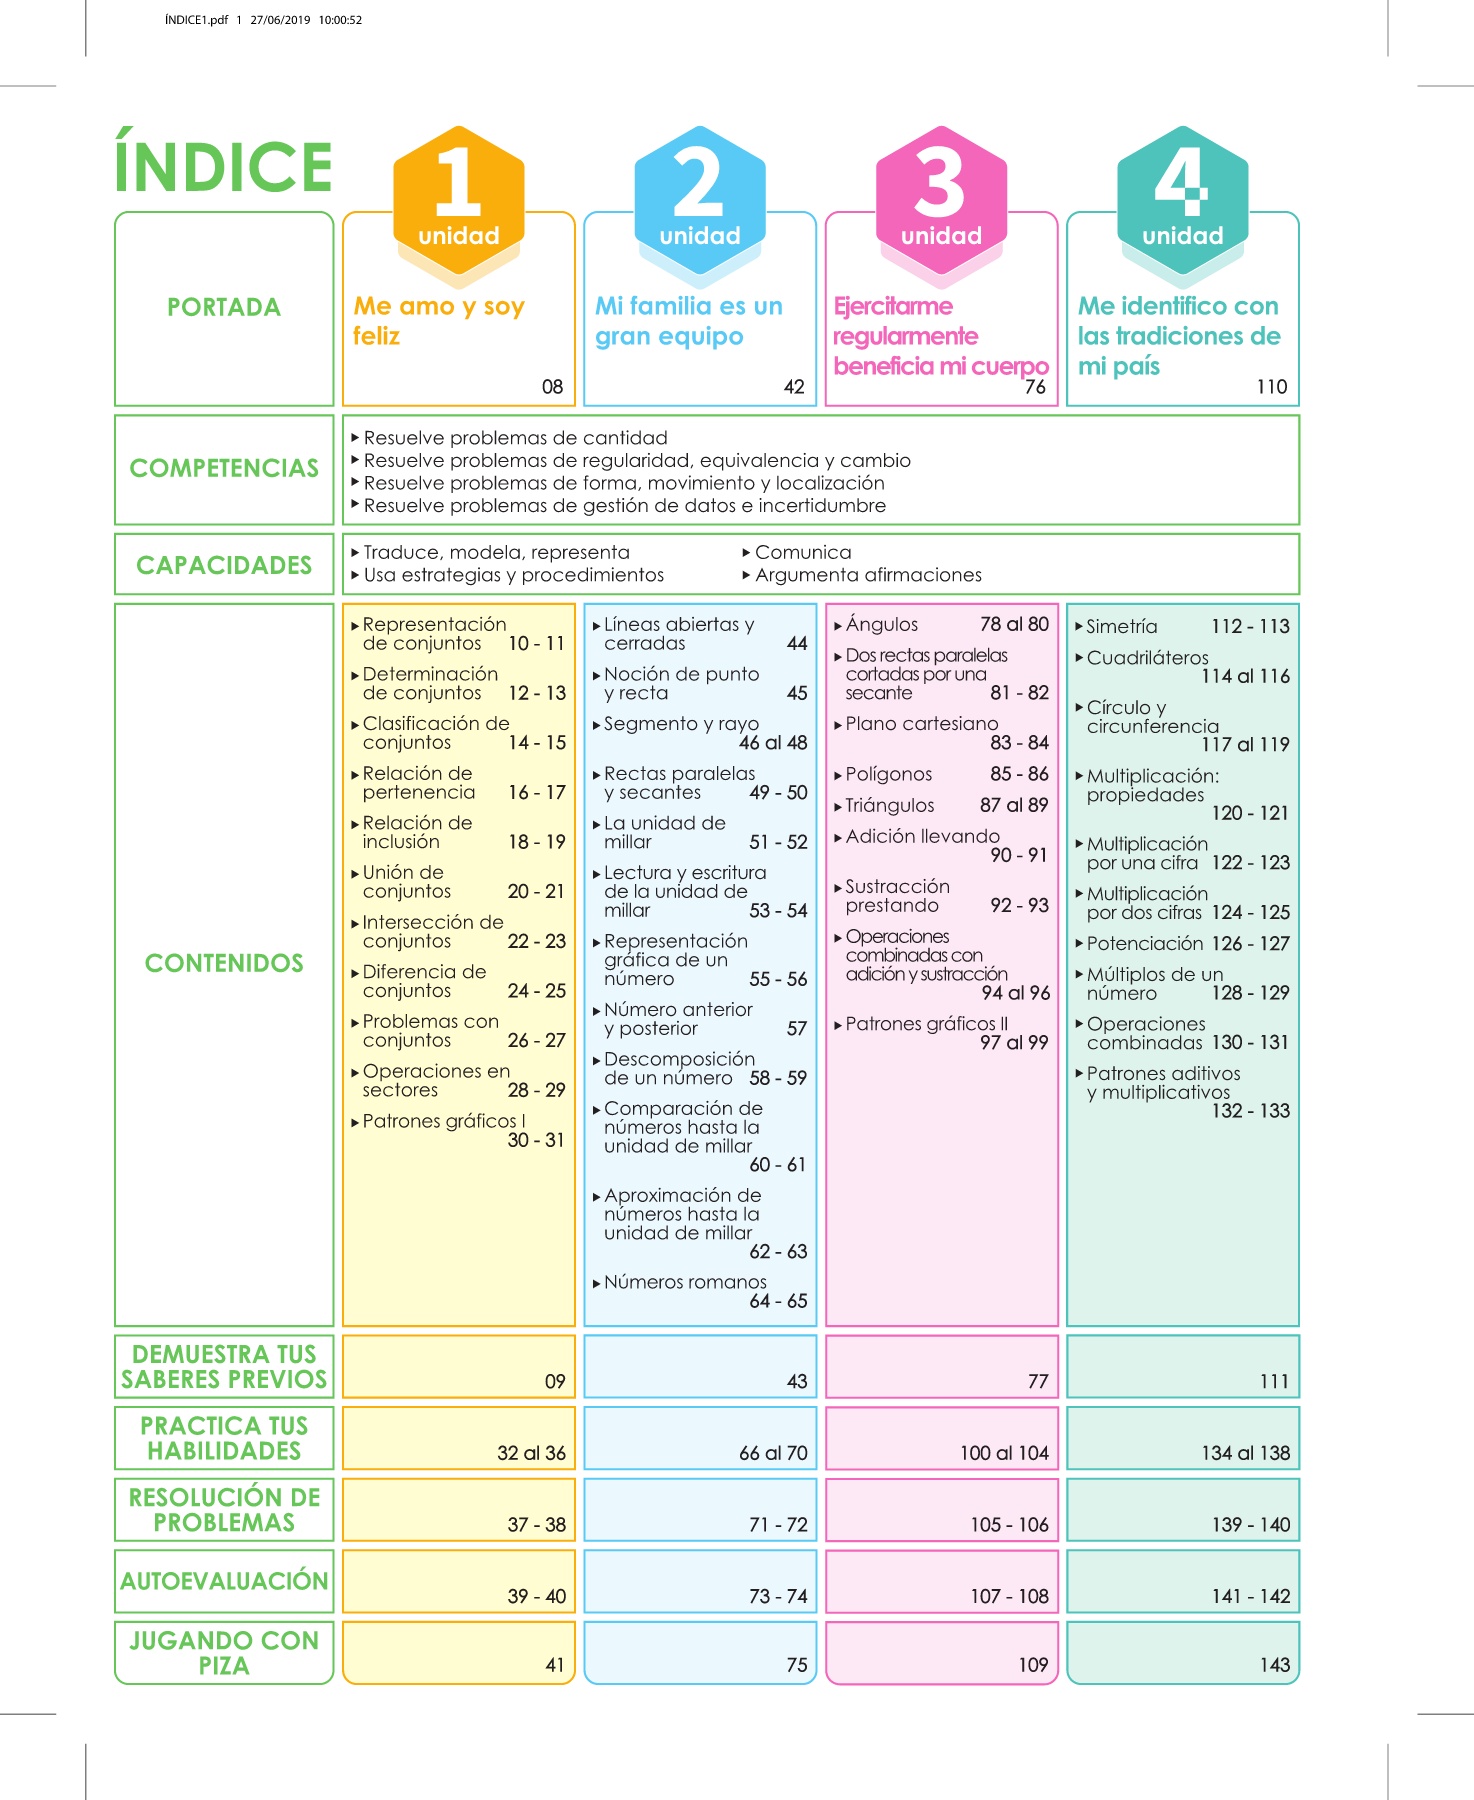 ÍNDICE1.pdf 1 27/06/2019 10:00:52
ÍNDICE
1
unidad
2
unidad
3
unidad
4
unidad
PORTADA
Me amo y soy
feliz
08
Mi familia es un
gran equipo
42
Ejercitarme
regularmente
beneficia mi cuerpo
76
Me identifico con
las tradiciones de
mi país
110
COMPETENCIAS
Resuelve problemas de cantidad
Resuelve problemas de regularidad, equivalencia y cambio
Resuelve problemas de forma, movimiento y localización
Resuelve problemas de gestión de datos e incertidumbre
CAPACIDADES
Traduce, modela, representa
Usa estrategias y procedimientos
Comunica
Argumenta afirmaciones
CONTENIDOS
Representación
de conjuntos 10 - 11
Determinación
de conjuntos 12 - 13
Clasificación de
conjuntos 14 - 15
Relación de
pertenencia 16 - 17
Relación de
inclusión 18 - 19
Unión de
conjuntos 20 - 21
Intersección de
conjuntos 22 - 23
Diferencia de
conjuntos 24 - 25
Problemas con
conjuntos 26 - 27
Operaciones en
sectores 28 - 29
Patrones gráficos I
30 - 31
Líneas abiertas y
cerradas 44
Noción de punto
y recta 45
Segmento y rayo
46 al 48
Rectas paralelas
y secantes 49 - 50
La unidad de
millar 51 - 52
Lectura y escritura
de la unidad de
millar 53 - 54
Representación
gráfica de un
número 55 - 56
Número anterior
y posterior 57
Descomposición
de un número 58 - 59
Comparación de
números hasta la
unidad de millar
60 - 61
Aproximación de
números hasta la
unidad de millar
62 - 63
Números romanos
64 - 65
Ángulos 78 al 80
Dos rectas paralelas
cortadas por una
secante 81 - 82
Plano cartesiano
83 - 84
Polígonos 85 - 86
Triángulos 87 al 89
Adición llevando
90 - 91
Sustracción
prestando 92 - 93
Operaciones
combinadas con
adición y sustracción
94 al 96
Patrones gráficos II
97 al 99
Simetría 112 - 113
Cuadriláteros
114 al 116
Círculo y
circunferencia
117 al 119
Multiplicación:
propiedades
120 - 121
Multiplicación
por una cifra 122 - 123
Multiplicación
por dos cifras 124 - 125
Potenciación 126 - 127
Múltiplos de un
número 128 - 129
Operaciones
combinadas 130 - 131
Patrones aditivos
y multiplicativos
132 - 133
DEMUESTRA TUS
SABERES PREVIOS
09
43
77
111
PRACTICA TUS
HABILIDADES
32 al 36
66 al 70
100 al 104
134 al 138
RESOLUCIÓN DE
PROBLEMAS
37 - 38
71 - 72
105 - 106
139 - 140
AUTOEVALUACIÓN
39 - 40
73 - 74
107 - 108
141 - 142
JUGANDO CON
PIZA
41
75
109
143